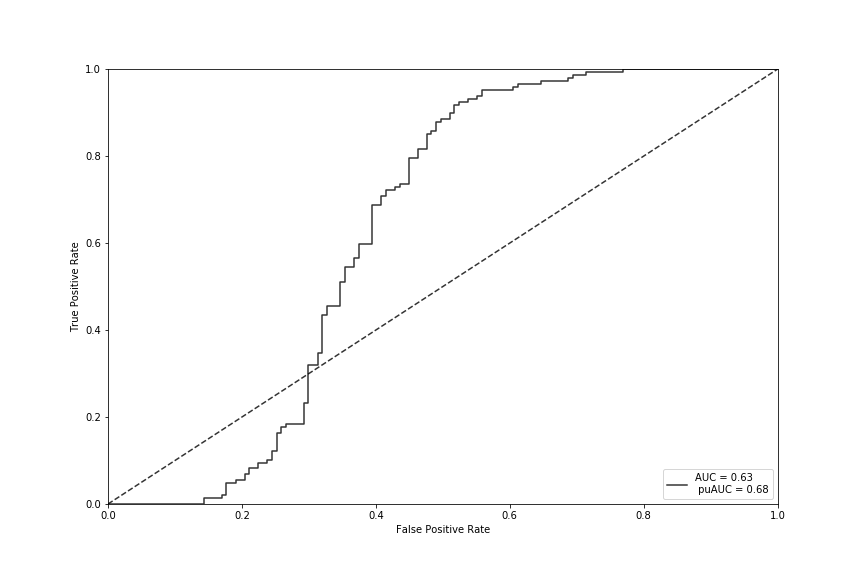 1.0
0.8
0.6
0.4
0.2
0.0
True Positive Rate
0.0 0.2 0.4 0.6 0.8 1.0
False Positive Rate
AUC = 0.63
puAUC = 0.68